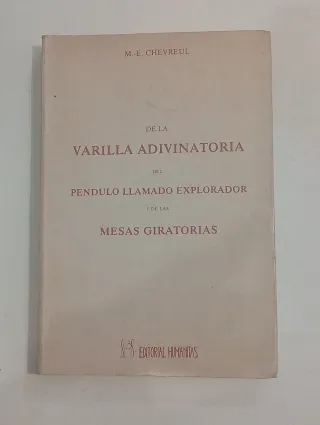 M.-E. CHEVREUL
DE LA
VARILLA ADIVINATORIA
DEL
PENDULO LLAMADO EXPLORADOR
Y DE LAS
MESAS GIRATORIAS
EDITORIAL HUMANITAS